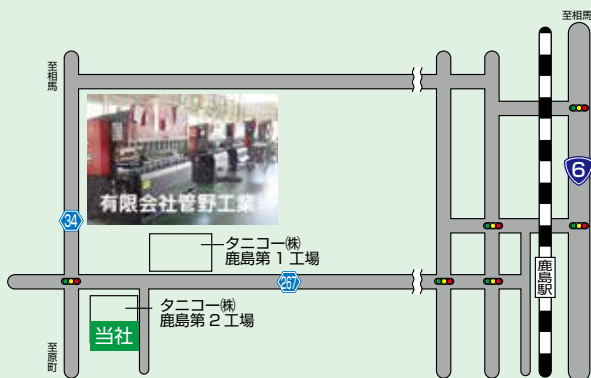 至相馬
至相馬
有限会社管野工業
34
6
タニコー㈱
鹿島第1工場
鹿島駅
267
タニコー㈱
鹿島第2工場
当社
至原町